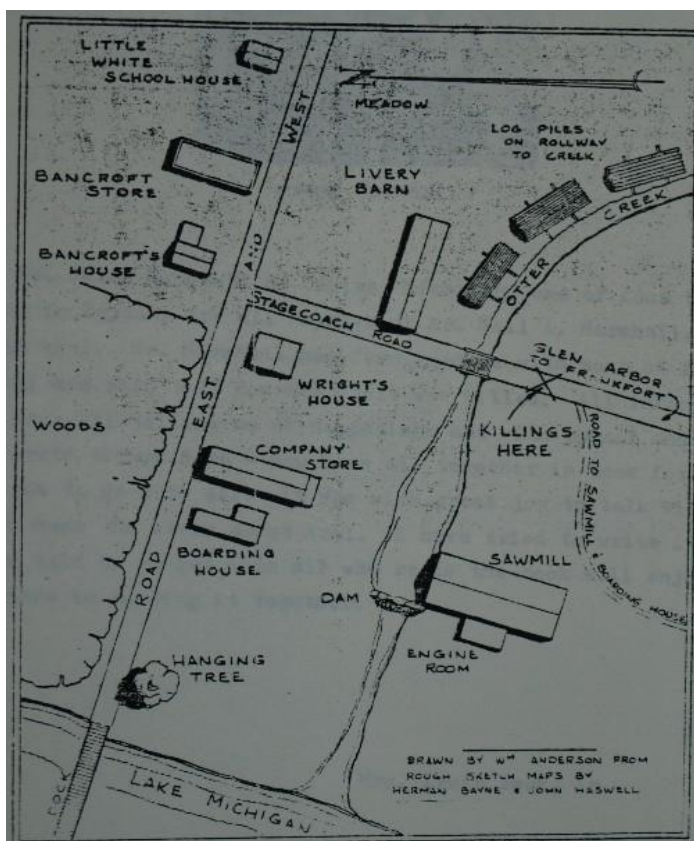 LITTLE
WHITE
SCHOOL HOUSE
MEADOW
WEST
AND
EAST
ROAD
LOG PILES
ON ROLLWAY
TO CREEK
BANCROFT
STORE
LIVERY
BARN
OTTER
CREEK
BANCROFT'S
HOUSE
STAGECOACH
ROAD
GLEN ARBOR
TO FRANKFORT
WRIGHT'S
HOUSE
KILLINGS
HERE
WOODS
ROAD TO SAWMILL & BOARDING HOUSE
COMPANY
STORE
BOARDING
HOUSE
SAWMILL
DAM
ENGINE
ROOM
HANGING
TREE
DOCK
LAKE MICHIGAN
DRAWN BY WM ANDERSON FROM
ROUGH SKETCH MAPS BY
HERMAN BAYNE & JOHN HASWELL